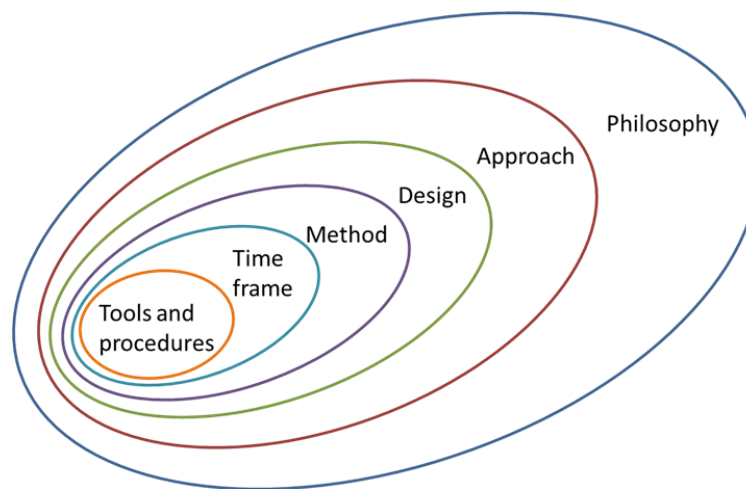 Philosophy
Approach
Design
Method
Time
frame
Tools and
procedures